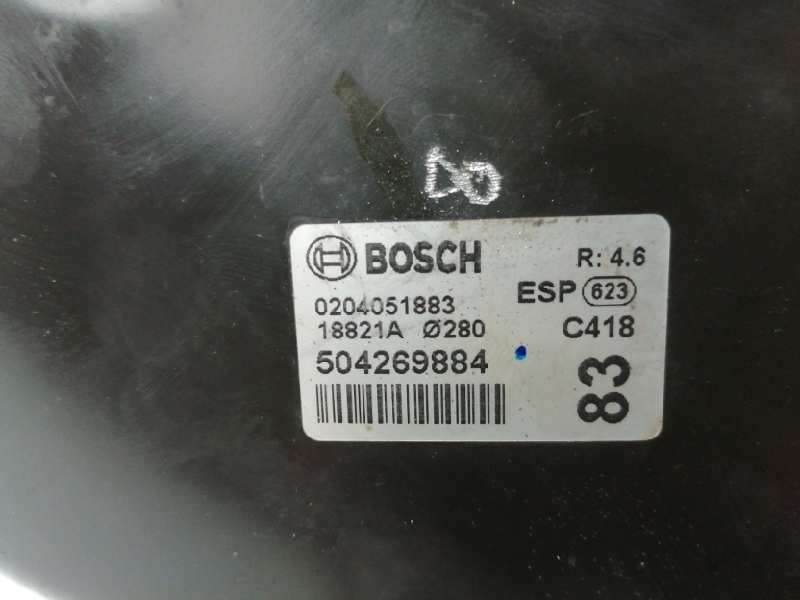 BOSCH R: 4.6
0204051883 ESP 623
18821A Ø280 C418
504269884
83